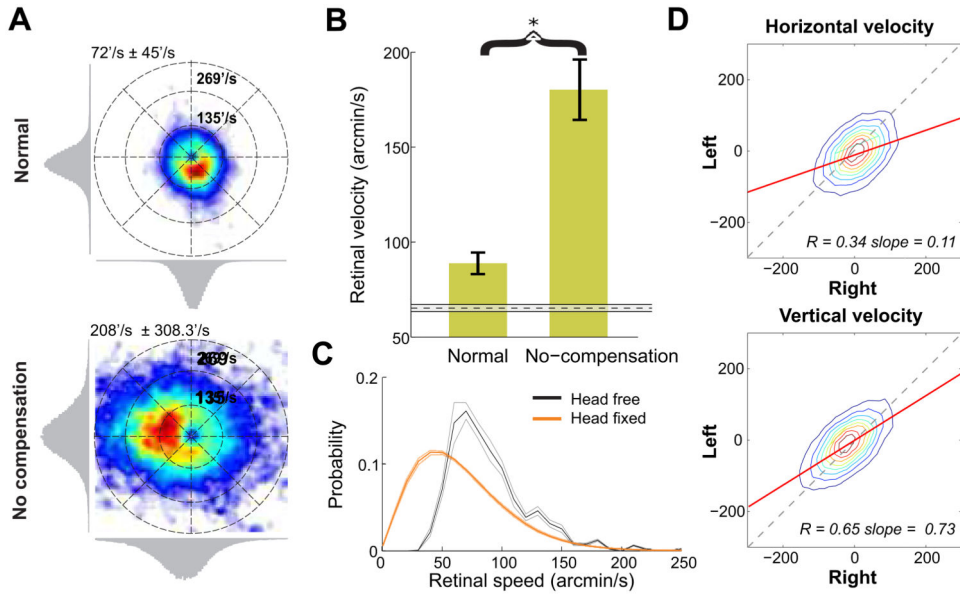 A
72'/s ± 45'/s
269'/s
135'/s
Normal
208'/s ± 308.3'/s
269
135/s
No compensation
B
*
Retinal velocity (arcmin/s)
200
150
100
50
Normal
No-compensation
C
Probability
0.2
0.1
0
Head free
Head fixed
0
50
100
150
200
250
Retinal speed (arcmin/s)
D
Horizontal velocity
Left
200
0
−200
R = 0.34 slope = 0.11
−200
0
200
Right
Vertical velocity
Left
200
0
−200
R = 0.65 slope = 0.73
−200
0
200
Right